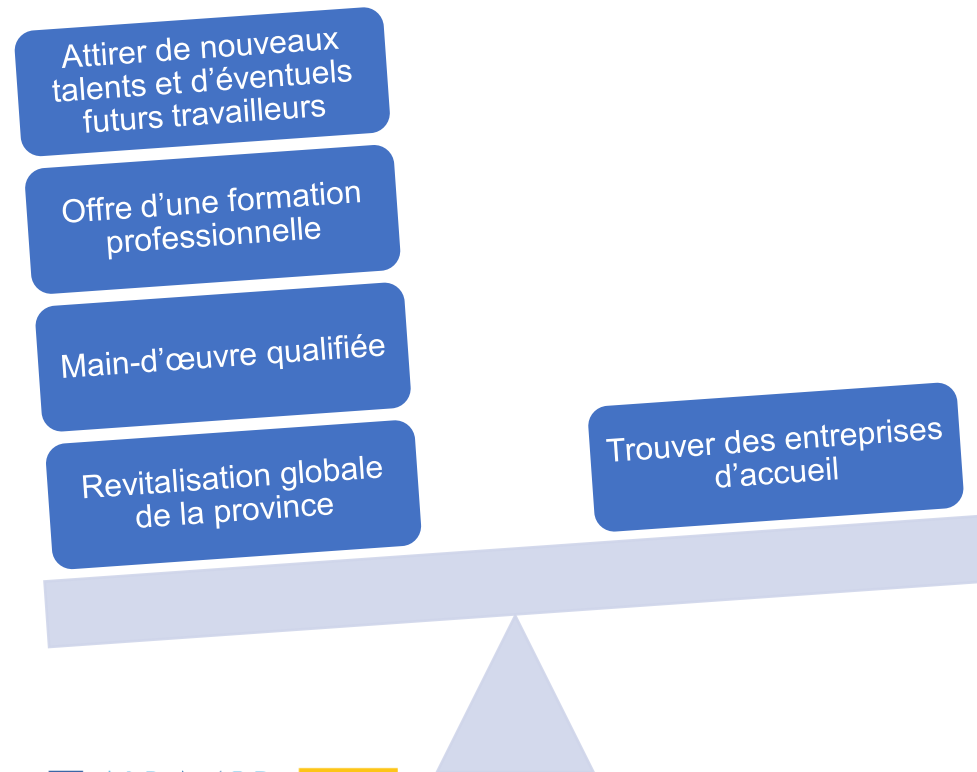 Attirer de nouveaux
talents et d’éventuels
futurs travailleurs
Offre d’une formation
professionnelle
Main-d’œuvre qualifiée
Revitalisation globale
de la province
Trouver des entreprises
d’accueil